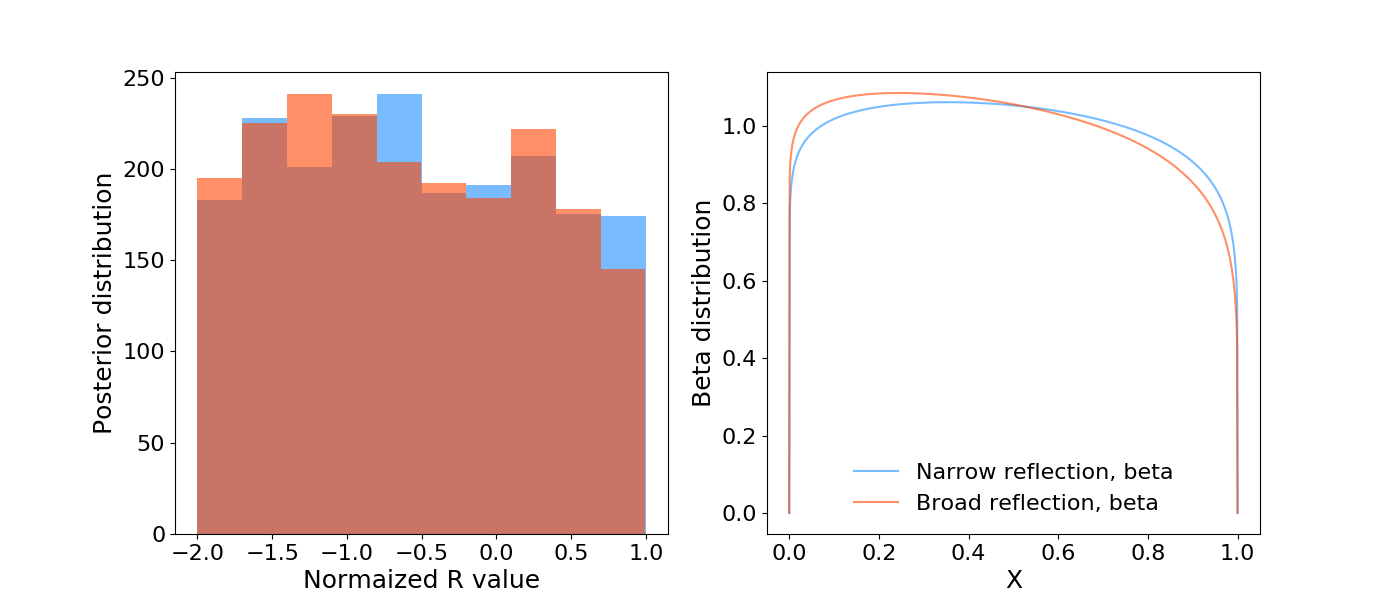 Posterior distribution
250
200
150
100
50
0
−2.0 −1.5 −1.0 −0.5 0.0 0.5 1.0
Normaized R value
Beta distribution
1.0
0.8
0.6
0.4
0.2
0.0
Narrow reflection, beta
Broad reflection, beta
0.0 0.2 0.4 0.6 0.8 1.0
X